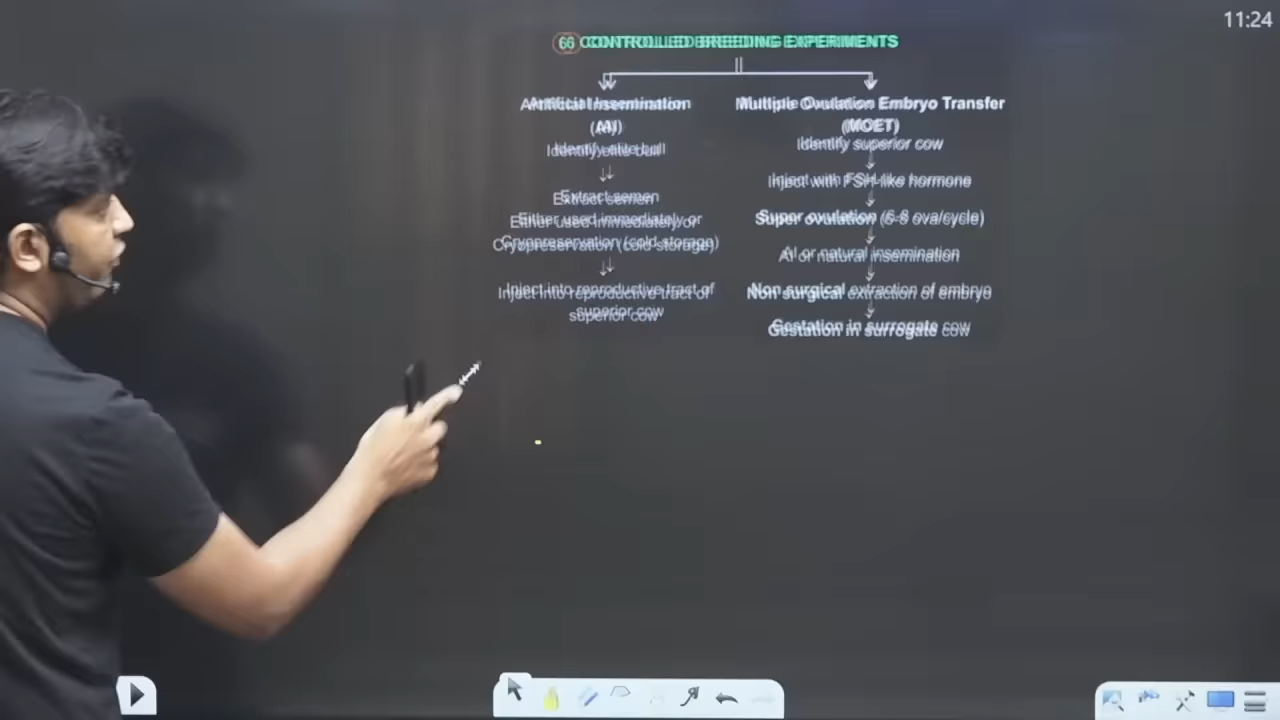 11:24
66 CONTROLLED BREEDING EXPERIMENTS
Artificial Insemination
(AI)
Identify elite bull
↓
Extract semen
Either used immediately or
Cryopreservation (cold storage)
↓
Inject into reproductive tract of
superior cow
Multiple Ovulation Embryo Transfer
(MOET)
Identify superior cow
↓
Inject with FSH-like hormone
↓
Super ovulation (6-8 ova/cycle)
↓
AI or natural insemination
↓
Non surgical extraction of embryo
↓
Gestation in surrogate cow